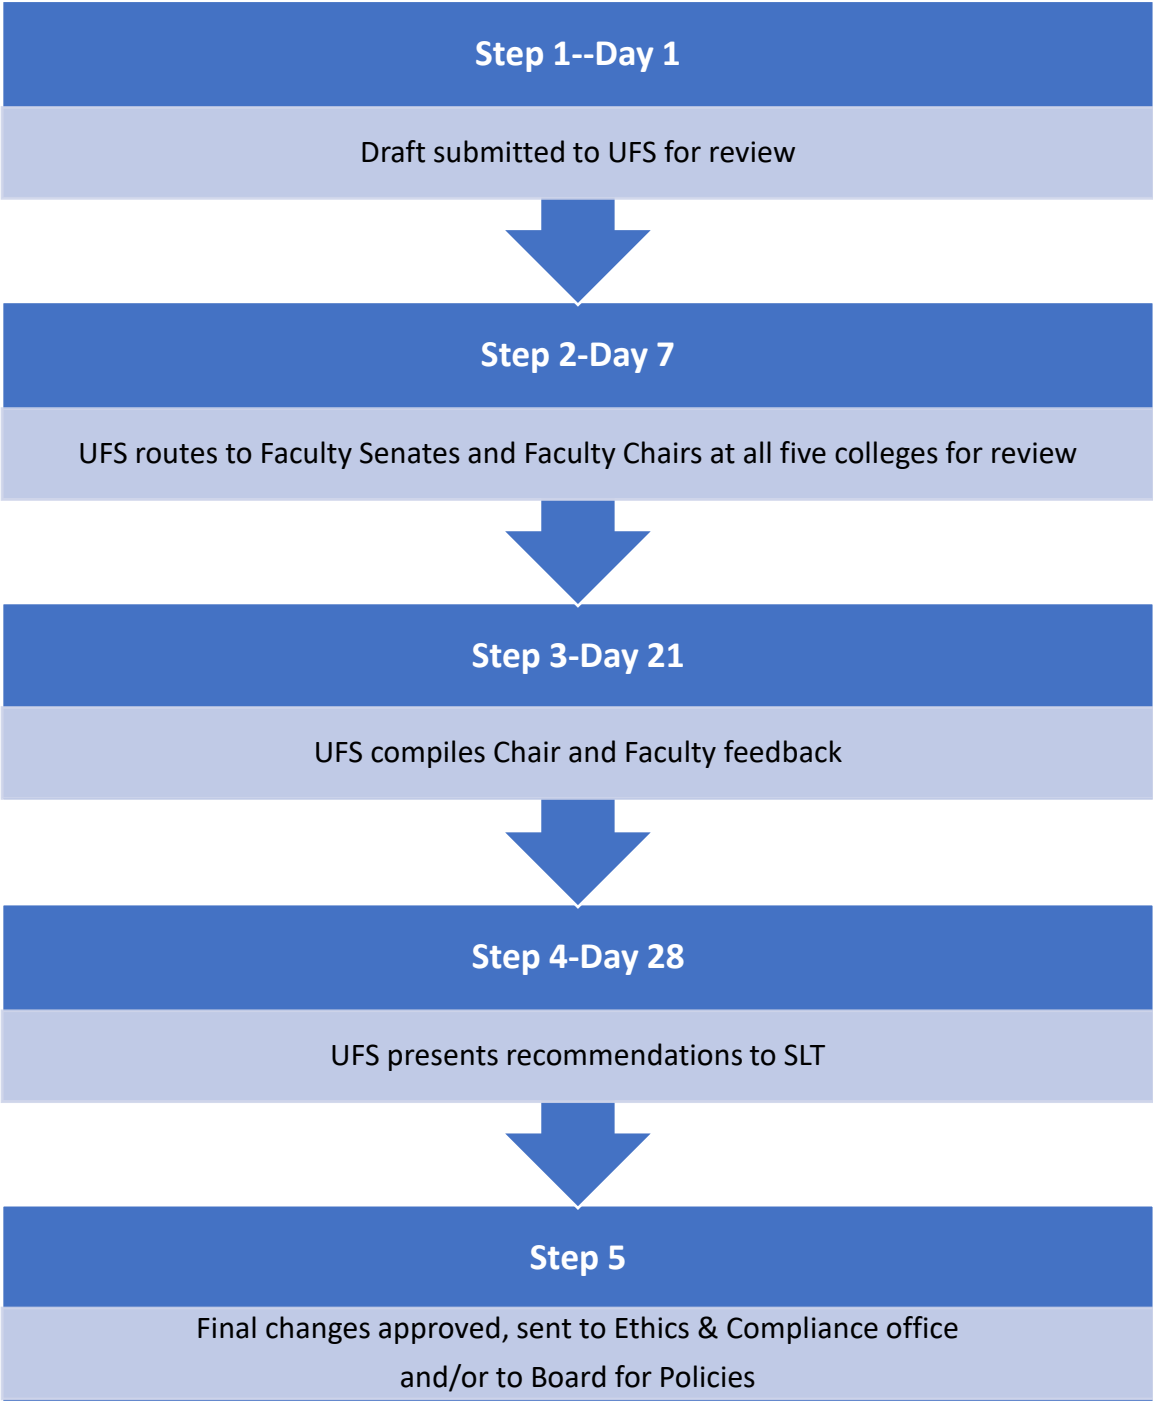 Step 1--Day 1
Draft submitted to UFS for review
Step 2-Day 7
UFS routes to Faculty Senates and Faculty Chairs at all five colleges for review
Step 3-Day 21
UFS compiles Chair and Faculty feedback
Step 4-Day 28
UFS presents recommendations to SLT
Step 5
Final changes approved, sent to Ethics & Compliance office
and/or to Board for Policies